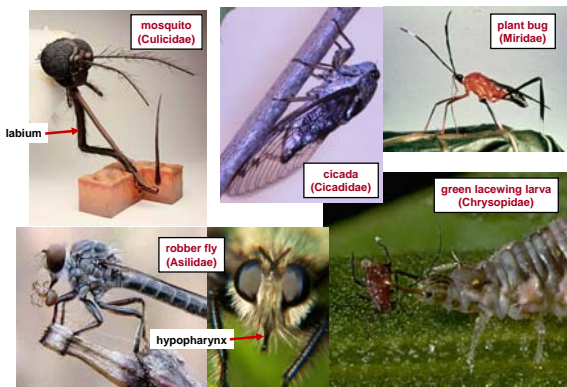 mosquito
(Culicidae)
plant bug
(Miridae)
labium
cicada
(Cicadidae)
green lacewing larva
(Chrysopidae)
robber fly
(Asilidae)
hypopharynx